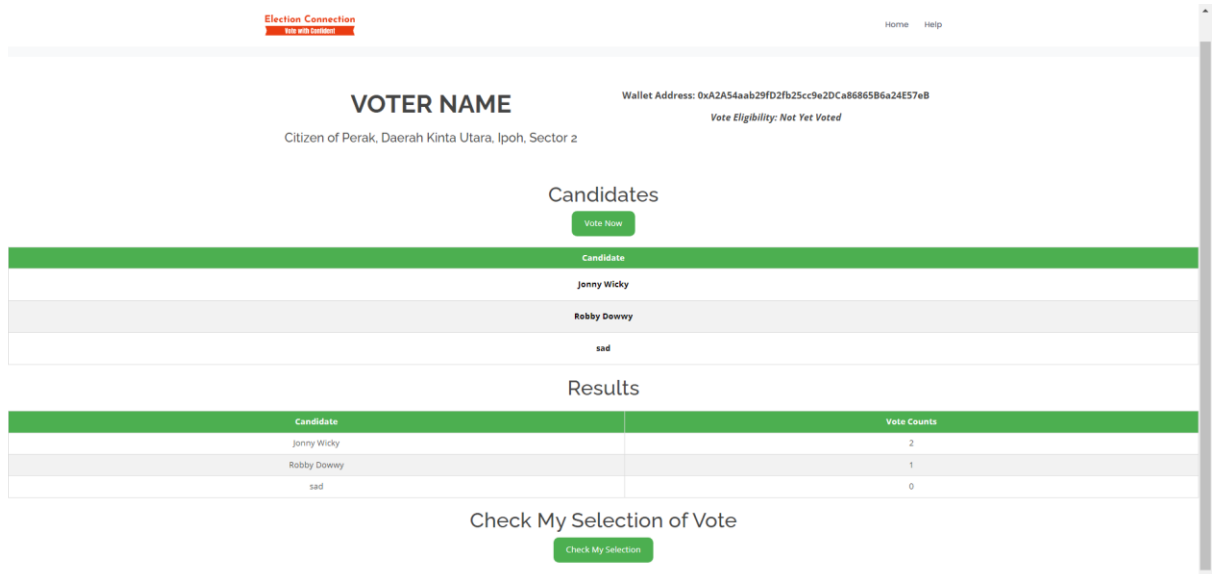 Election Connection
Vote with Confident
Home Help
VOTER NAME
Wallet Address: 0xA2A54aab29fD2fb25cc9e2DCa86865B6a24E57eB
Vote Eligibility: Not Yet Voted
Citizen of Perak, Daerah Kinta Utara, Ipoh, Sector 2
Candidates
Vote Now
Candidate
Jonny Wicky
Robby Dowwy
sad
Results
Candidate Vote Counts
Jonny Wicky 2
Robby Dowwy 1
sad 0
Check My Selection of Vote
Check My Selection